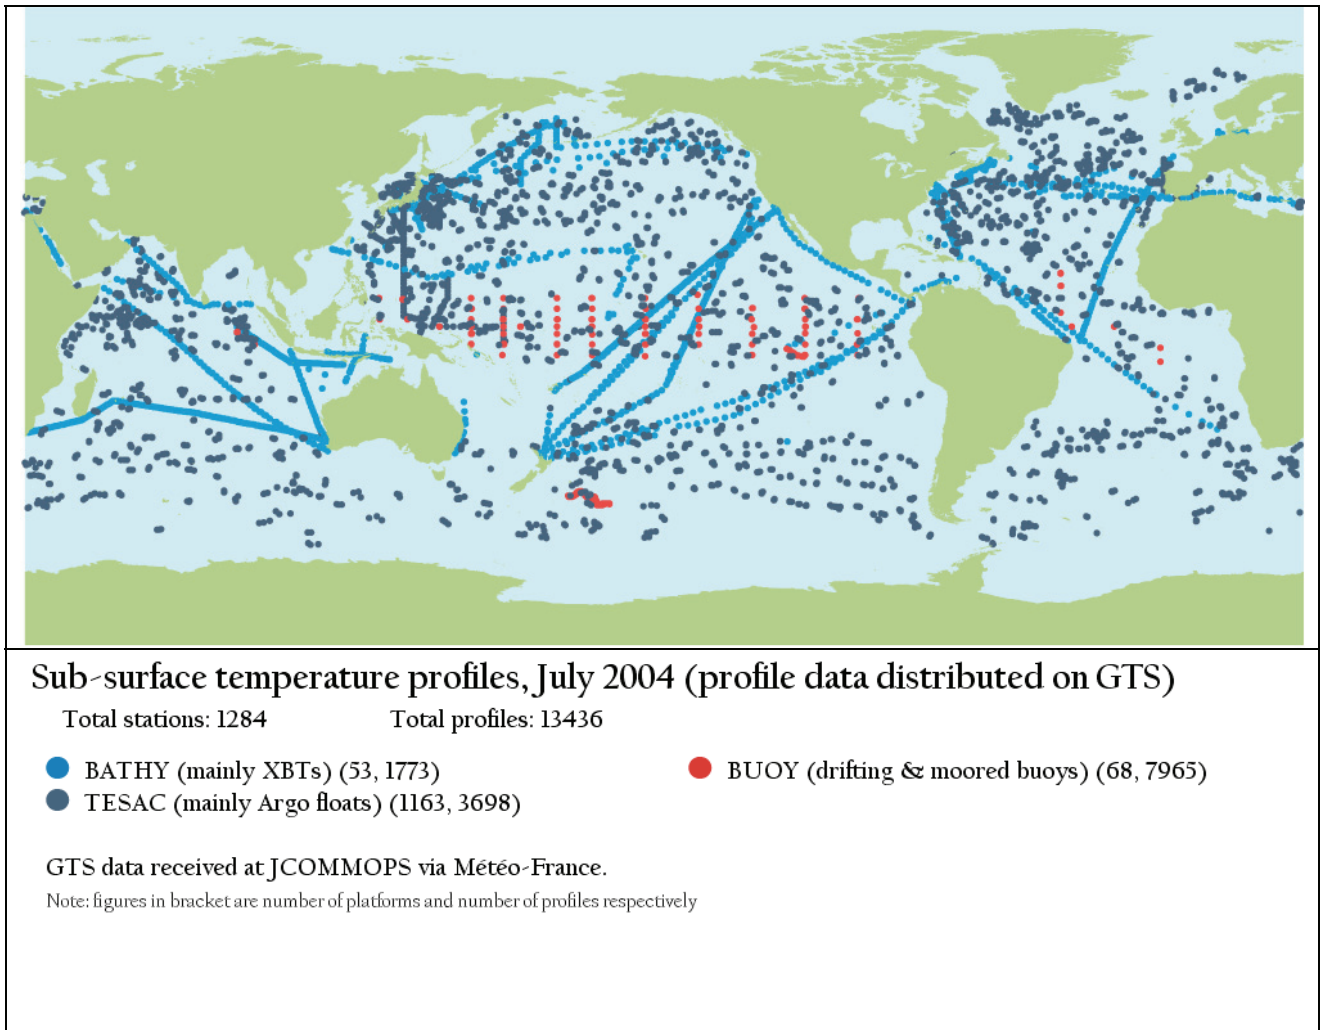 Sub-surface temperature profiles, July 2004 (profile data distributed on GTS)
Total stations: 1284 Total profiles: 13436
BATHY (mainly XBTs) (53, 1773) BUOY (drifting & moored buoys) (68, 7965)
TESAC (mainly Argo floats) (1163, 3698)
GTS data received at JCOMMOPS via Météo-France.
Note: figures in bracket are number of platforms and number of profiles respectively